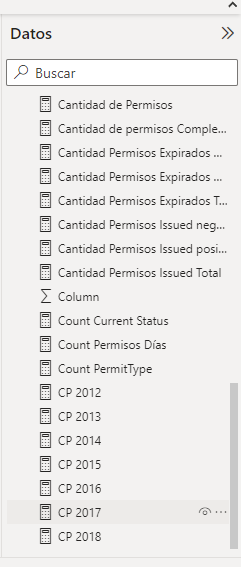 Datos
Buscar
Cantidad de Permisos
Cantidad de permisos Comple...
Cantidad Permisos Expirados ...
Cantidad Permisos Expirados ...
Cantidad Permisos Expirados T...
Cantidad Permisos Issued neg...
Cantidad Permisos Issued posi...
Cantidad Permisos Issued Total
Column
Count Current Status
Count Permisos Días
Count PermitType
CP 2012
CP 2013
CP 2014
CP 2015
CP 2016
CP 2017
CP 2018